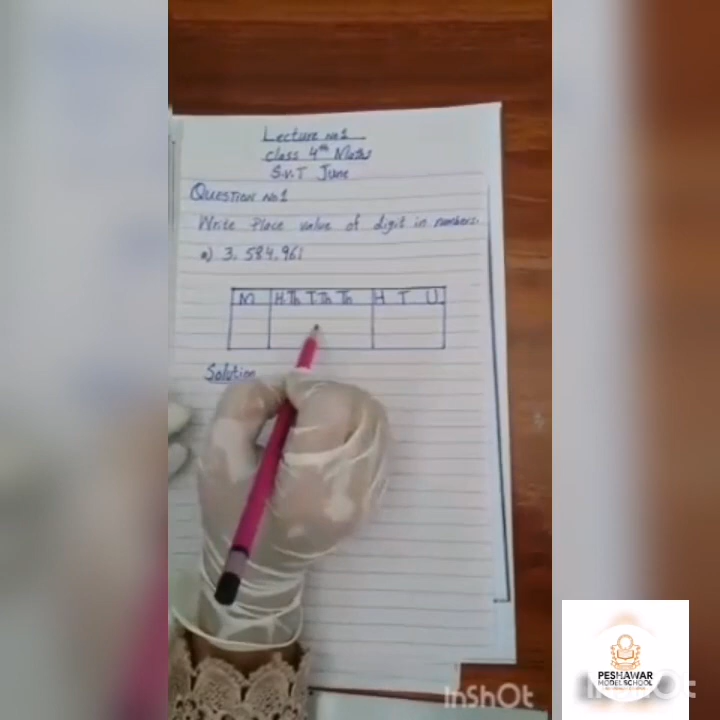 Lecture No 1
class 4th Maths
S.V.T June
QUESTION No 1
Write Place value of digit in numbers.
a) 3, 584, 961
M H.Th T.Th Th H T U
Solution
InShOt
PESHAWAR
MODEL SCHOOL